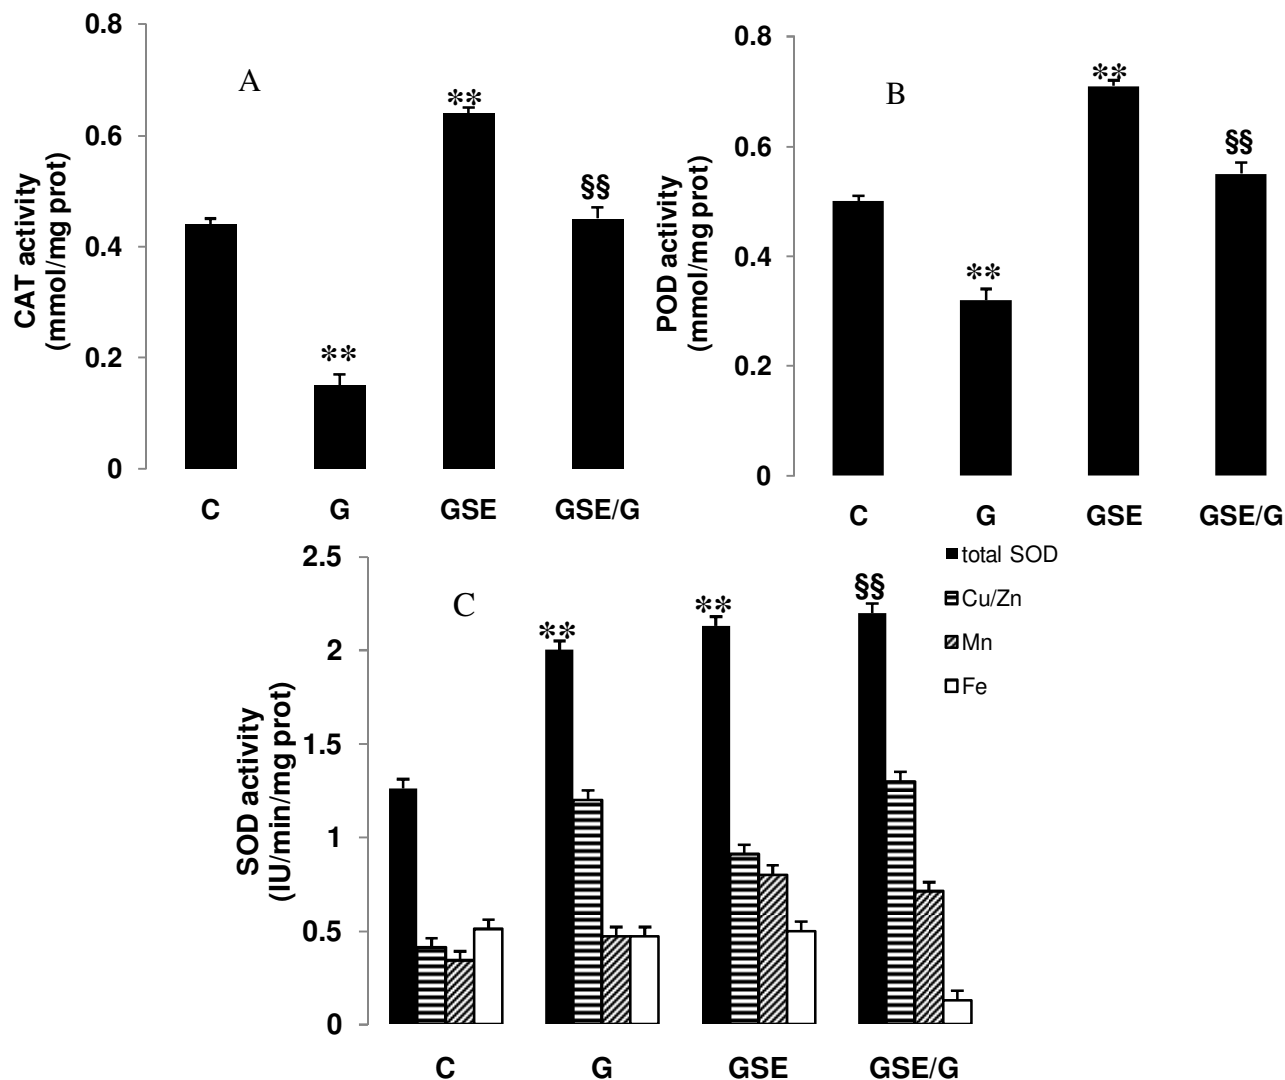 A
CAT activity
(mmol/mg prot)
0.8
0.6
0.4
0.2
0
**
**
§§
C G GSE GSE/G
B
POD activity
(mmol/mg prot)
0.8
0.6
0.4
0.2
0
**
**
§§
C G GSE GSE/G
C
SOD activity
(IU/min/mg prot)
2.5
2
1.5
1
0.5
0
**
**
§§
total SOD
Cu/Zn
Mn
Fe
C G GSE GSE/G